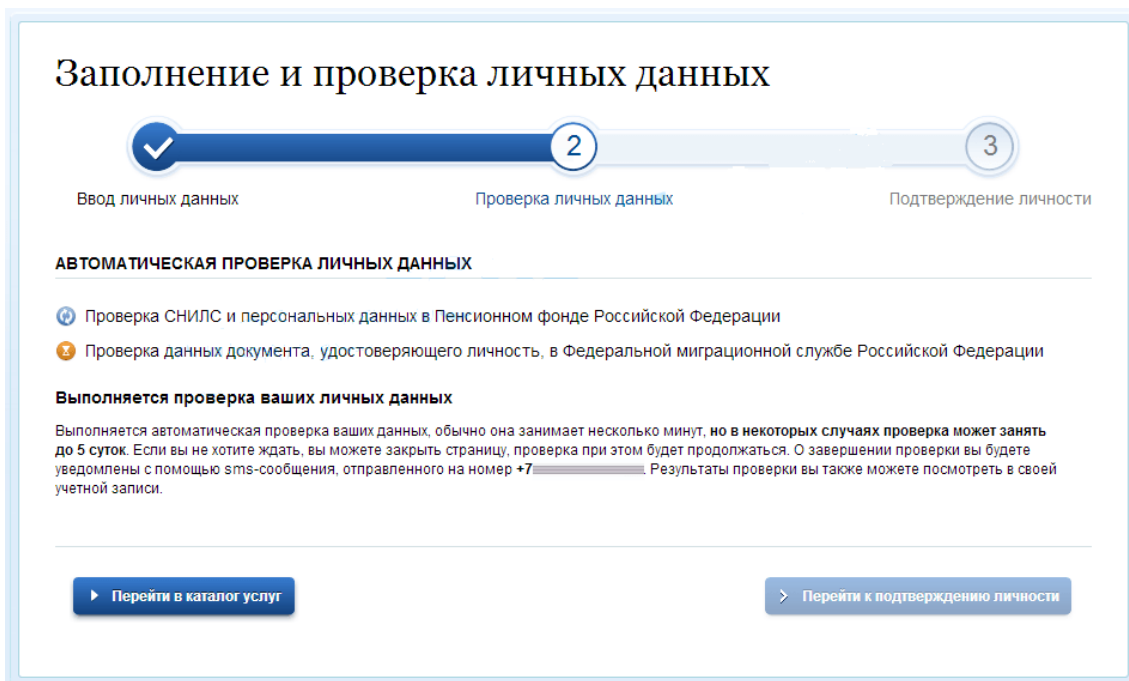 Заполнение и проверка личных данных
2
3
Ввод личных данных
Проверка личных данных
Подтверждение личности
АВТОМАТИЧЕСКАЯ ПРОВЕРКА ЛИЧНЫХ ДАННЫХ
Проверка СНИЛС и персональных данных в Пенсионном фонде Российской Федерации
Проверка данных документа, удостоверяющего личность, в Федеральной миграционной службе Российской Федерации
Выполняется проверка ваших личных данных
Выполняется автоматическая проверка ваших данных, обычно она занимает несколько минут, но в некоторых случаях проверка может занять
до 5 суток. Если вы не хотите ждать, вы можете закрыть страницу, проверка при этом будет продолжаться. О завершении проверки вы будете
уведомлены с помощью sms-сообщения, отправленного на номер +7 . Результаты проверки вы также можете посмотреть в своей
учетной записи.
Перейти в каталог услуг
Перейти к подтверждению личности